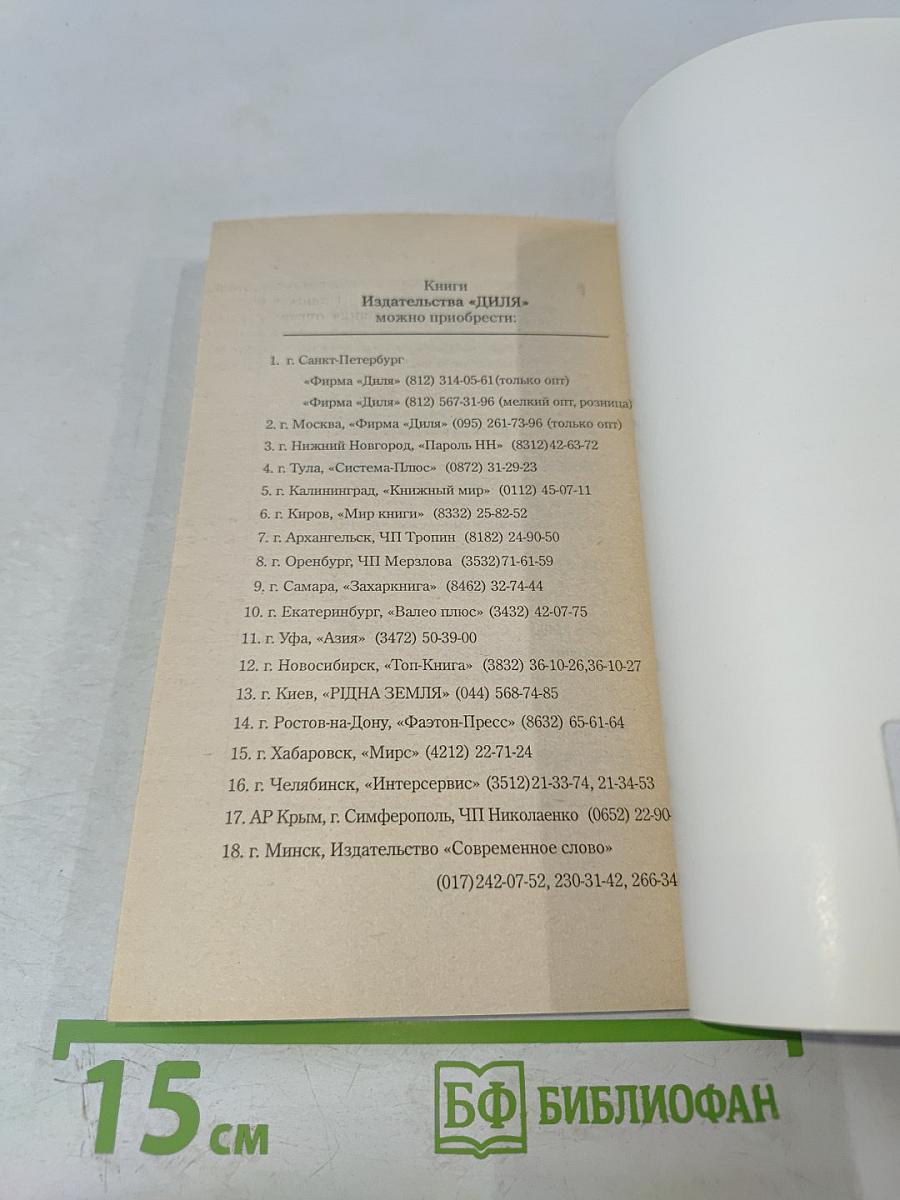 Книги
Издательства «ДИЛЯ»
можно приобрести:
1. г. Санкт-Петербург
«Фирма «Диля» (812) 314-05-61(только опт)
«Фирма «Диля» (812) 567-31-96 (мелкий опт, розница)
2. г. Москва, «Фирма «Диля» (095) 261-73-96 (только опт)
3. г. Нижний Новгород, «Пароль НН» (8312)42-63-72
4. г. Тула, «Система-Плюс» (0872) 31-29-23
5. г. Калининград, «Книжный мир» (0112) 45-07-11
6. г. Киров, «Мир книги» (8332) 25-82-52
7. г. Архангельск, ЧП Тропин (8182) 24-90-50
8. г. Оренбург, ЧП Мерзлова (3532)71-61-59
9. г. Самара, «Захаркнига» (8462) 32-74-44
10. г. Екатеринбург, «Валео плюс» (3432) 42-07-75
11. г. Уфа, «Азия» (3472) 50-39-00
12. г. Новосибирск, «Топ-Книга» (3832) 36-10-26,36-10-27
13. г. Киев, «РІДНА ЗЕМЛЯ» (044) 568-74-85
14. г. Ростов-на-Дону, «Фаэтон-Пресс» (8632) 65-61-64
15. г. Хабаровск, «Мирс» (4212) 22-71-24
16. г. Челябинск, «Интерсервис» (3512)21-33-74, 21-34-53
17. АР Крым, г. Симферополь, ЧП Николаенко (0652) 22-90-
18. г. Минск, Издательство «Современное слово»
(017)242-07-52, 230-31-42, 266-34
15 см
БФ БИБЛИОФАН